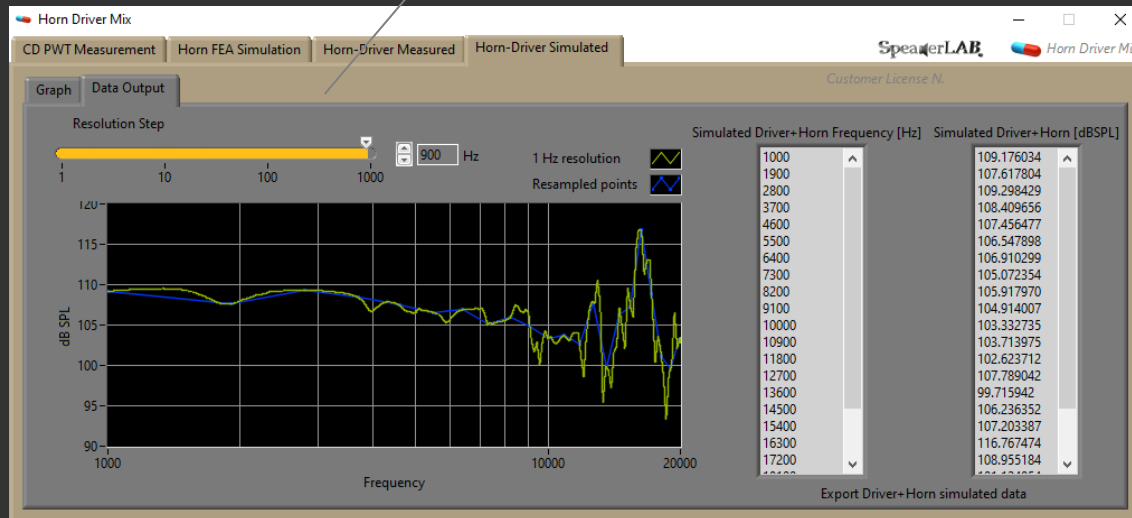 Horn Driver Mix
CD PWT Measurement
Horn FEA Simulation
Horn-Driver Measured
Horn-Driver Simulated
SpeakerLAB
Horn Driver Mi
Customer License N.
Graph
Data Output
Resolution Step
1 10 100 1000
900 Hz
1 Hz resolution
Resampled points
120
115
110
105
100
95
90
dB SPL
1000 10000 20000
Frequency
Simulated Driver+Horn Frequency [Hz]
1000
1900
2800
3700
4600
5500
6400
7300
8200
9100
10000
10900
11800
12700
13600
14500
15400
16300
17200
Simulated Driver+Horn [dBSPL]
109.176034
107.617804
109.298429
108.409656
107.456477
106.547898
106.910299
105.072354
105.917970
104.914007
103.332735
103.713975
102.623712
107.789042
99.715942
106.236352
107.203387
116.767474
108.955184
Export Driver+Horn simulated data